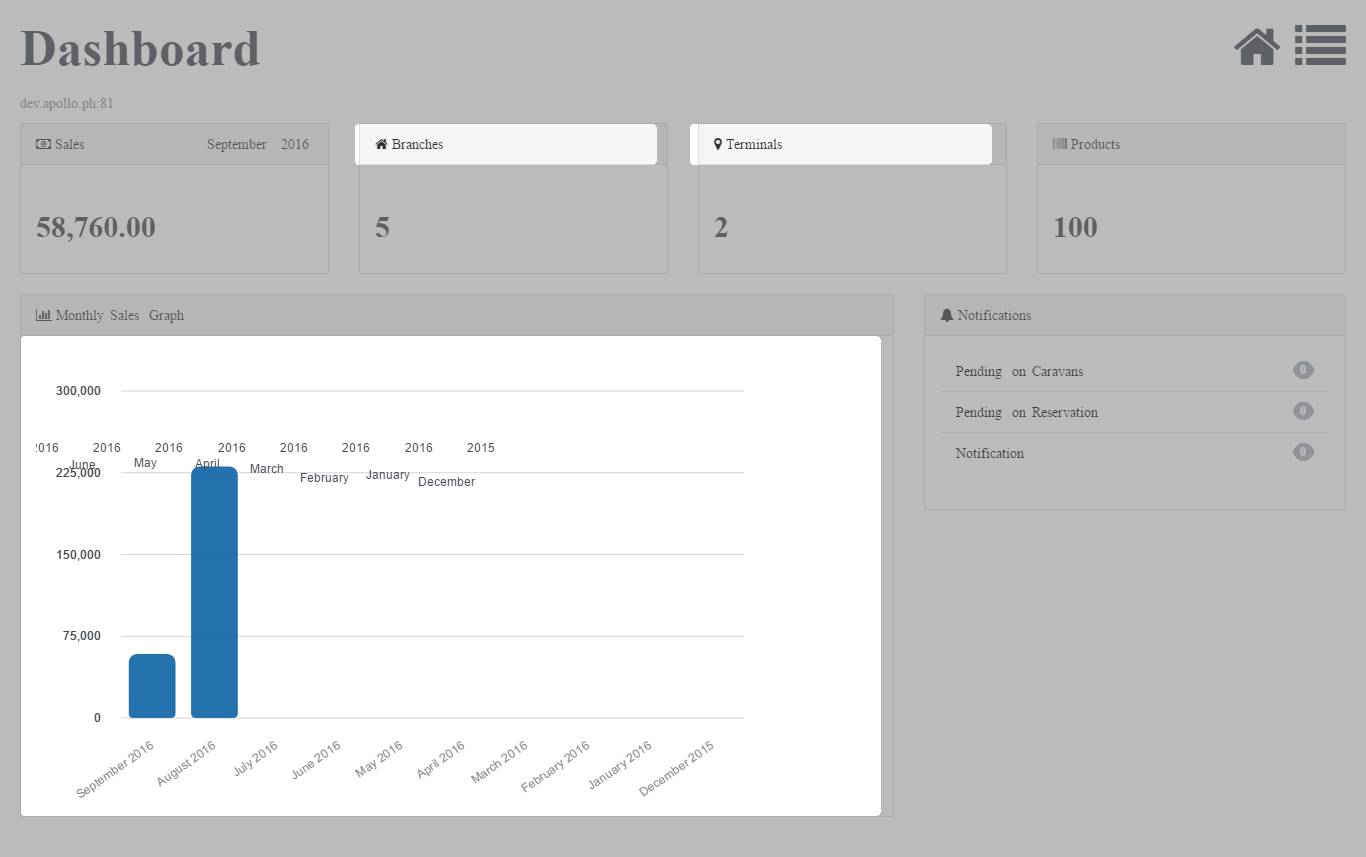 Dashboard
dev.apollo.ph:81
Sales September 2016
Branches
Terminals
Products
58,760.00
5
2
100
Monthly Sales Graph
Notifications
Pending on Caravans 0
Pending on Reservation 0
Notification 0
300,000
2016 2016 2016 2016 2016 2016 2016 2015
June May April March February January December
225,000
150,000
75,000
0
September 2016
August 2016
July 2016
June 2016
May 2016
April 2016
March 2016
February 2016
January 2016
December 2015